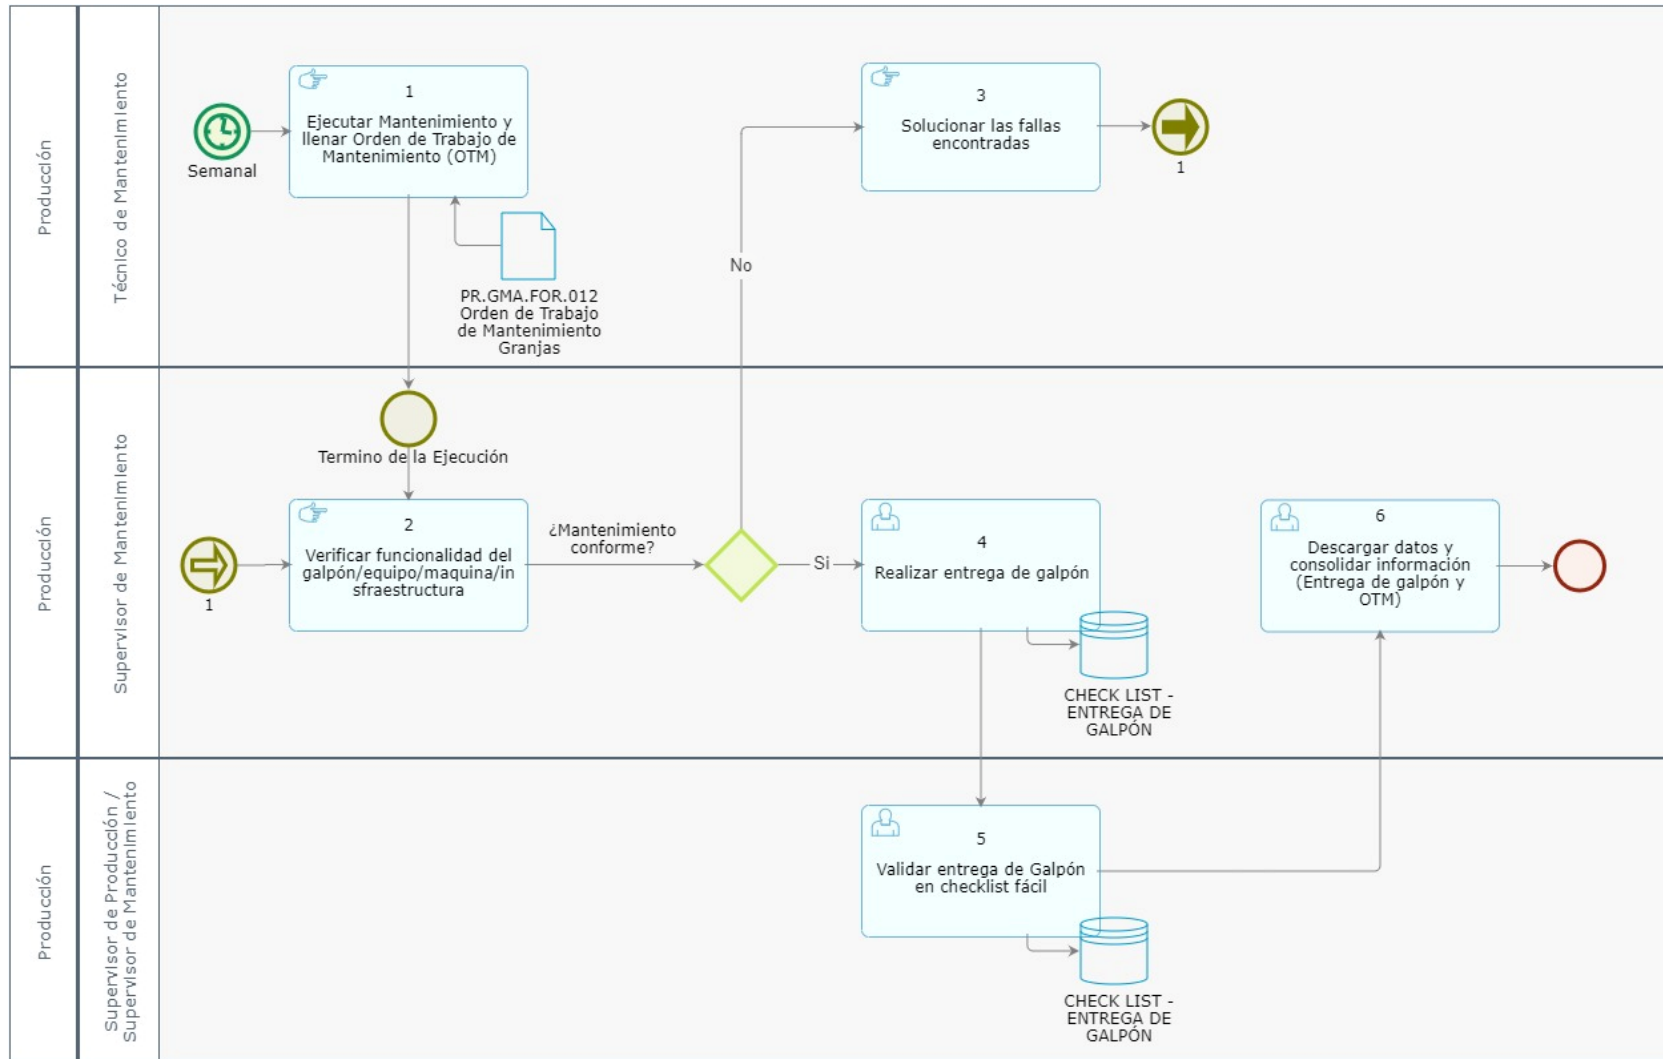 Producción
Técnico de Mantenimiento
Semanal
1
Ejecutar Mantenimiento y
llenar Orden de Trabajo de
Mantenimiento (OTM)
PR.GMA.FOR.012
Orden de Trabajo
de Mantenimiento
Granjas
No
3
Solucionar las fallas
encontradas
1
Producción
Supervisor de Mantenimiento
Termino de la Ejecución
1
2
Verificar funcionalidad del
galpón/equipo/maquina/in
sfraestructura
¿Mantenimiento
conforme?
Si
4
Realizar entrega de galpón
CHECK LIST -
ENTREGA DE
GALPÓN
6
Descargar datos y
consolidar información
(Entrega de galpón y
OTM)
Producción
Supervisor de Producción /
Supervisor de Mantenimiento
5
Validar entrega de Galpón
en checklist fácil
CHECK LIST -
ENTREGA DE
GALPÓN